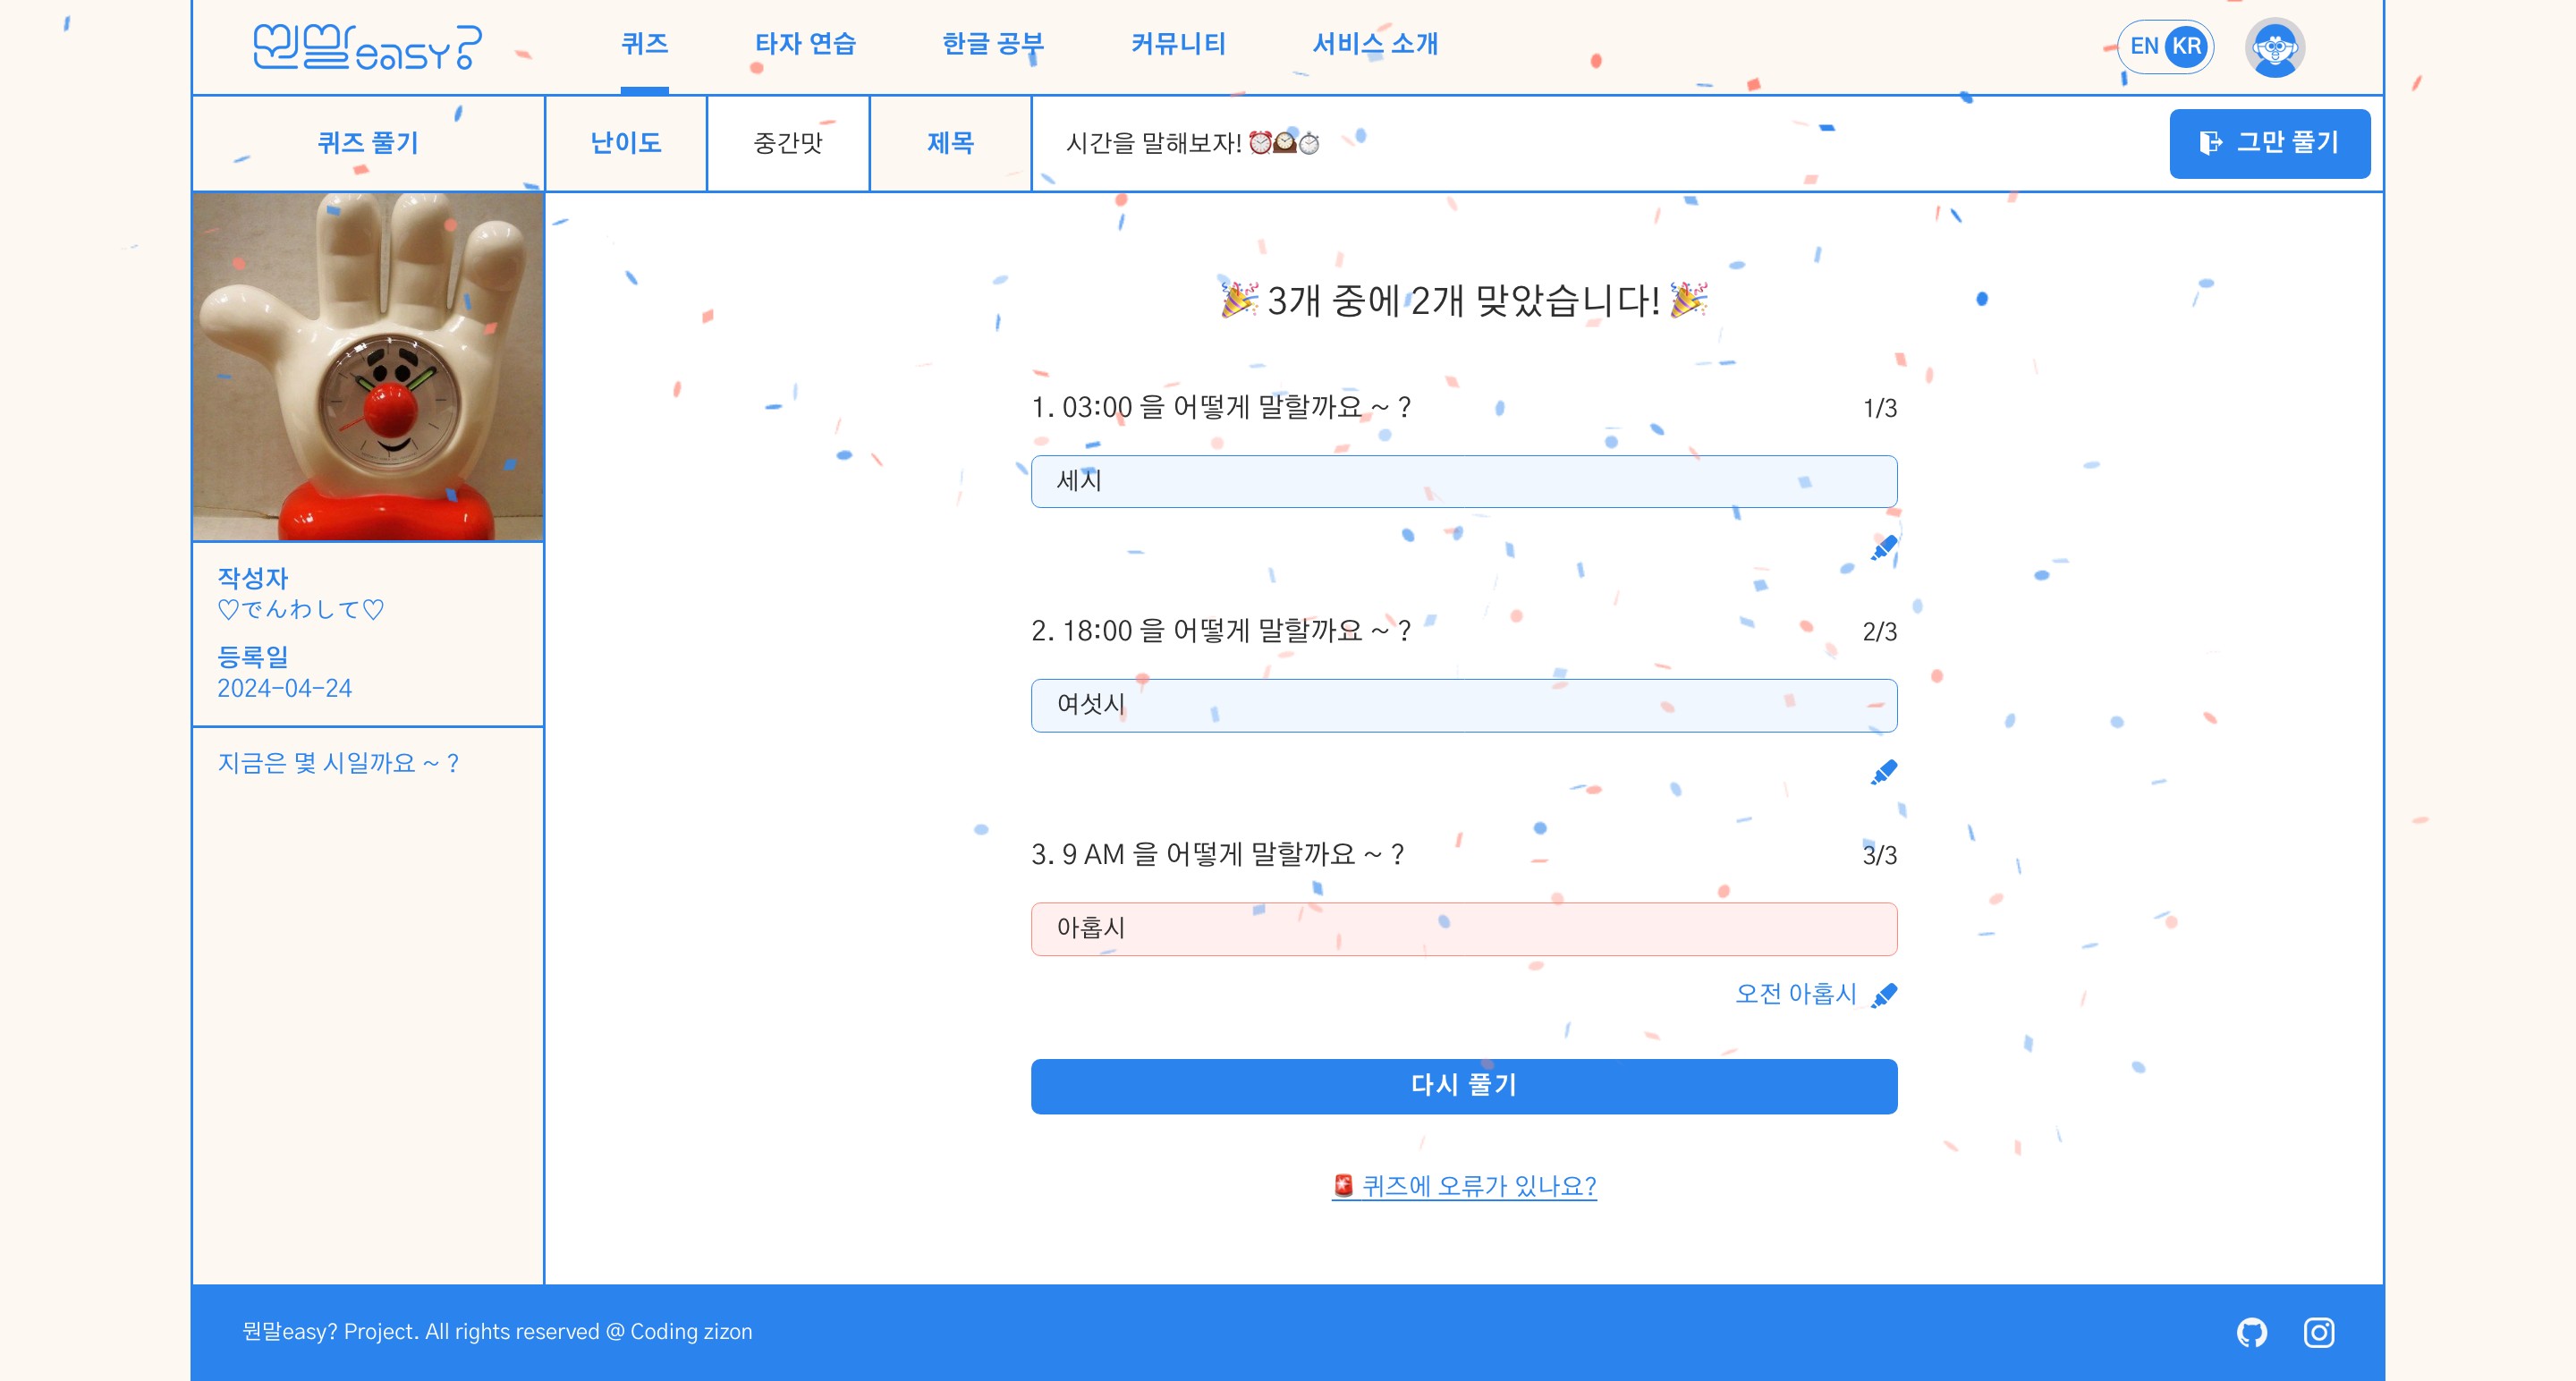 뭔말easy?
퀴즈 타자 연습 한글 공부 커뮤니티 서비스 소개 EN KR
퀴즈 풀기 난이도 중간맛 제목 시간을 말해보자! ⏰🕰️⏱️ 그만 풀기
🎉 3개 중에 2개 맞았습니다! 🎉
1. 03:00 을 어떻게 말할까요 ~ ? 1/3
세시
2. 18:00 을 어떻게 말할까요 ~ ? 2/3
여섯시
3. 9 AM 을 어떻게 말할까요 ~ ? 3/3
아홉시
오전 아홉시
다시 풀기
🚨 퀴즈에 오류가 있나요?
작성자
♡でんわして♡
등록일
2024-04-24
지금은 몇 시일까요 ~ ?
뭔말easy? Project. All rights reserved @ Coding zizon